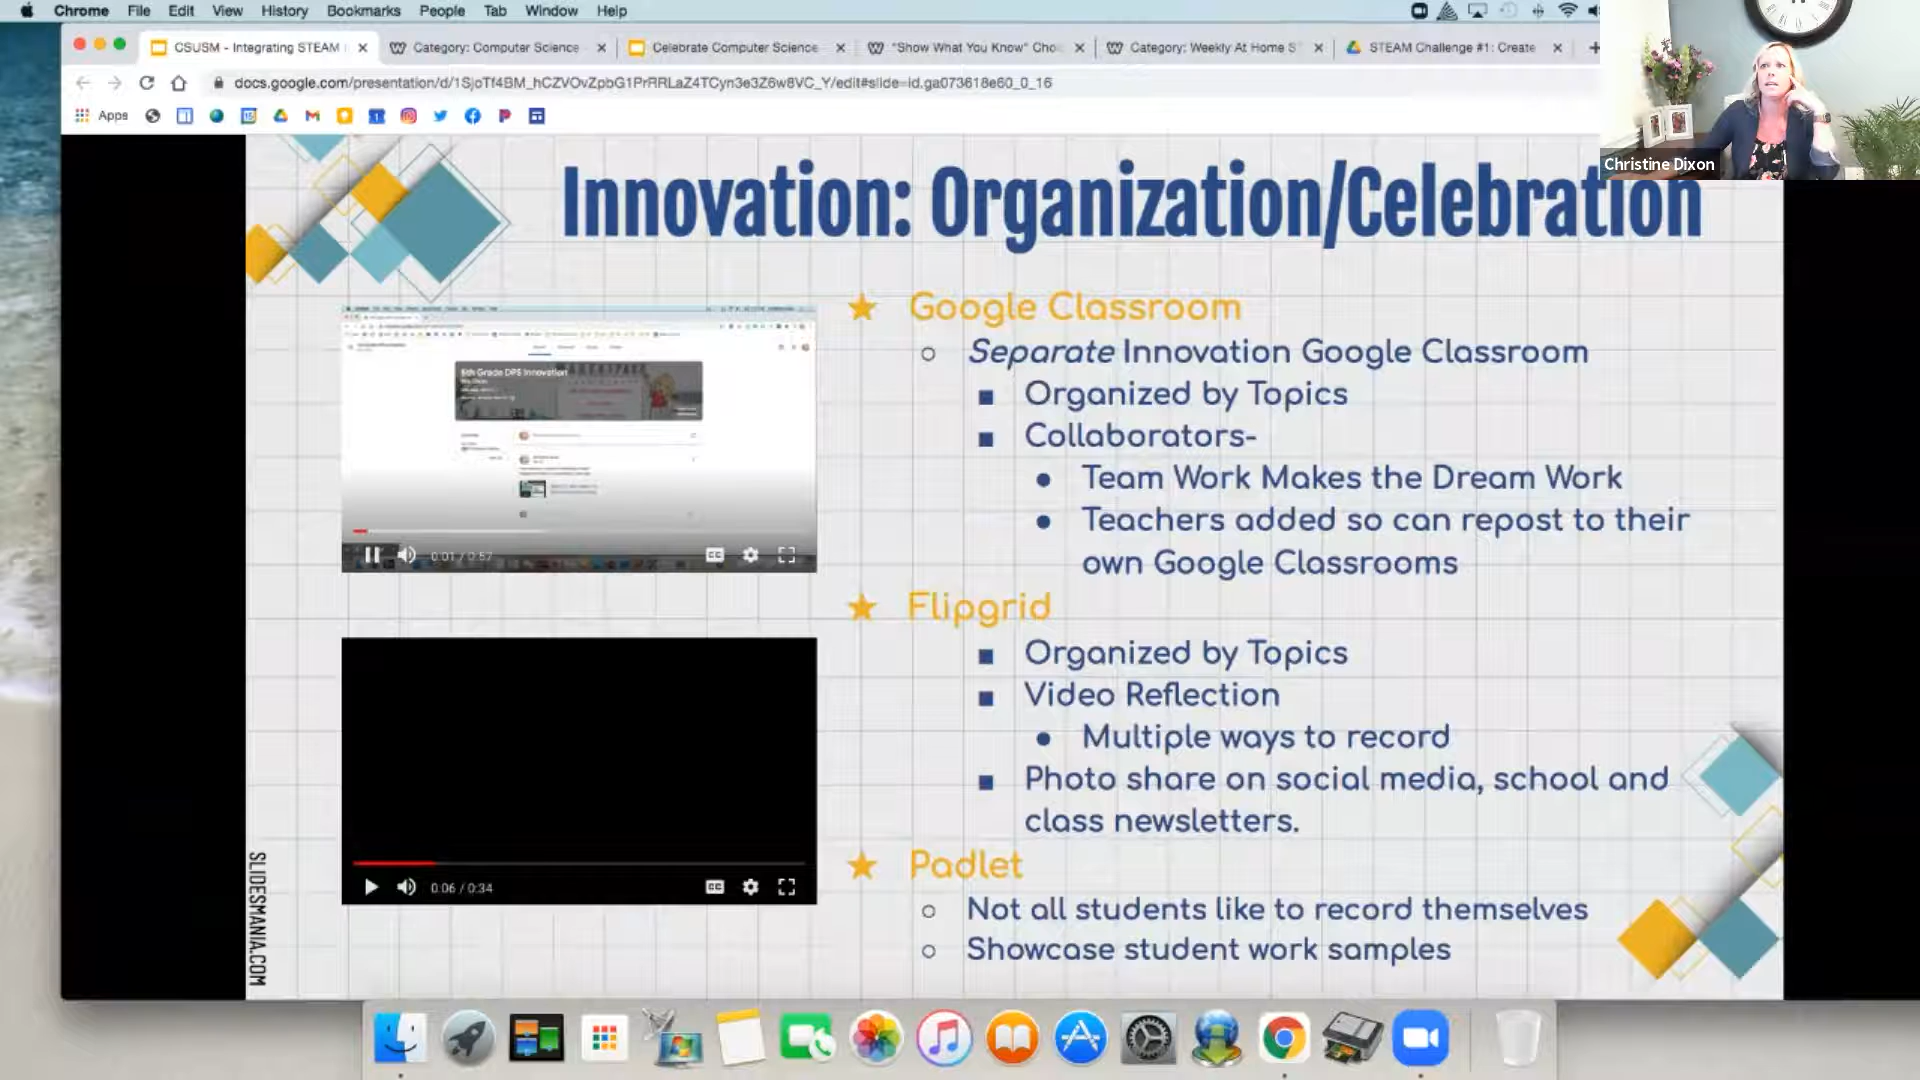 Chrome File Edit View History Bookmarks People Tab Window Help
CSUSM - Integrating STEAM
Category: Computer Science
Celebrate Computer Science
"Show What You Know" Cho
Category: Weekly At Home S
STEAM Challenge #1: Create
docs.google.com/presentation/d/1SjoTf4BM_hCZVOvZpbG1PrRRLaZ4TCyn3e3Z6w8VC_Y/edit#slide=id.ga073618e60_0_16
Apps
Christine Dixon
Innovation: Organization/Celebration
Google Classroom
Separate Innovation Google Classroom
Organized by Topics
Collaborators-
Team Work Makes the Dream Work
Teachers added so can repost to their
own Google Classrooms
6th Grade DPS Innovation
0:01 / 0:57
Flipgrid
Organized by Topics
Video Reflection
Multiple ways to record
Photo share on social media, school and
class newsletters.
0:06 / 0:34
Padlet
Not all students like to record themselves
Showcase student work samples
SLIDESMANIA.COM